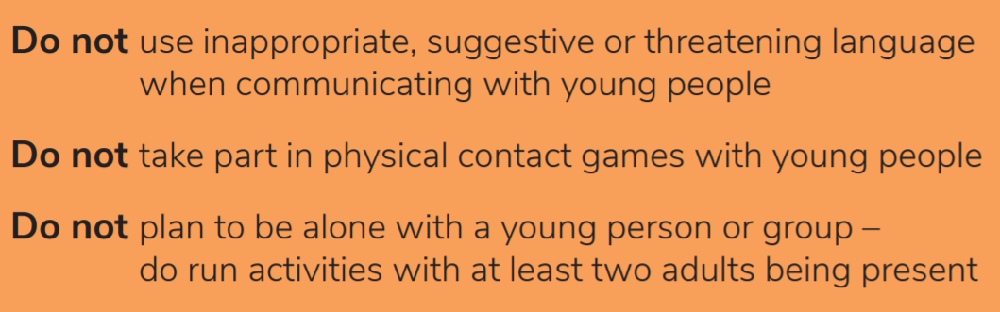 Do not use inappropriate, suggestive or threatening language
when communicating with young people
Do not take part in physical contact games with young people
Do not plan to be alone with a young person or group –
do run activities with at least two adults being present